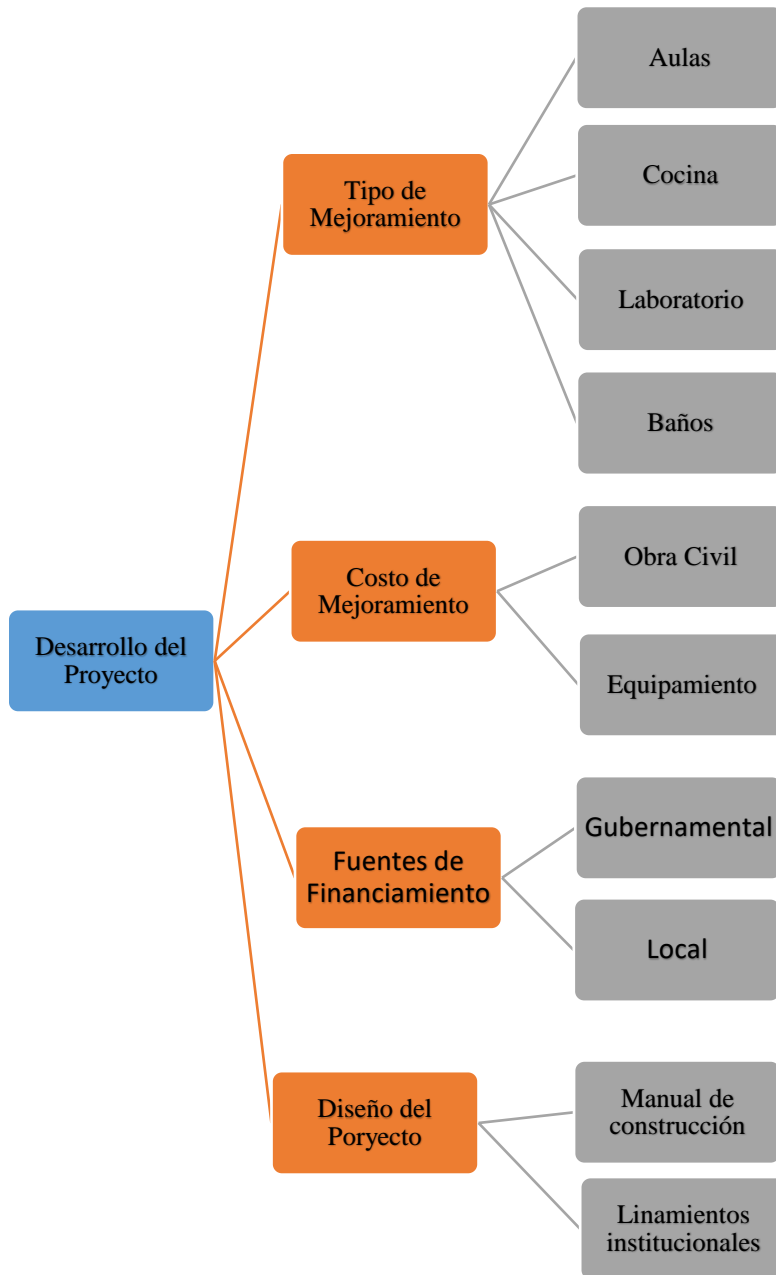 Aulas
Cocina
Tipo de
Mejoramiento
Laboratorio
Baños
Obra Civil
Costo de
Mejoramiento
Desarrollo del
Proyecto
Equipamiento
Gubernamental
Fuentes de
Financiamiento
Local
Manual de
construcción
Diseño del
Poryecto
Linamientos
institucionales